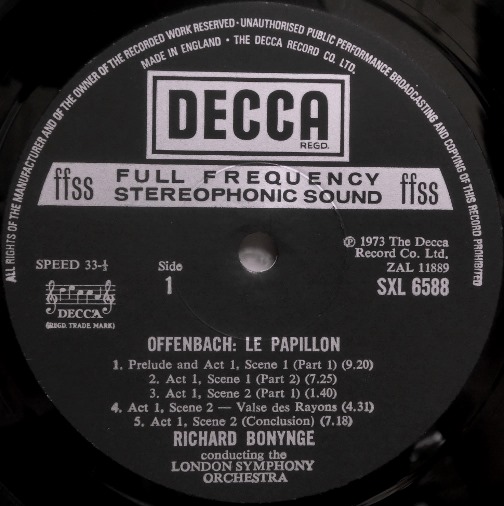 ALL RIGHTS OF THE MANUFACTURER AND OF THE OWNER OF THE RECORDED WORK RESERVED · UNAUTHORISED PUBLIC PERFORMANCE BROADCASTING AND COPYING OF THIS RECORD PROHIBITED
MADE IN ENGLAND · THE DECCA RECORD CO. LTD.
DECCA
REGD.
ffss FULL FREQUENCY STEREOPHONIC SOUND ffss
℗ 1973 The Decca
Record Co. Ltd,
ZAL 11889
SXL 6588
SPEED 33-⅓
Side
1
DECCA
(REGD. TRADE MARK)
OFFENBACH: LE PAPILLON
1. Prelude and Act 1, Scene 1 (Part 1) (9.20)
2. Act 1, Scene 1 (Part 2) (7.25)
3. Act 1, Scene 2 (Part 1) (1.40)
4. Act 1, Scene 2 — Valse des Rayons (4.31)
5. Act 1, Scene 2 (Conclusion) (7.18)
RICHARD BONYNGE
conducting the
LONDON SYMPHONY
ORCHESTRA